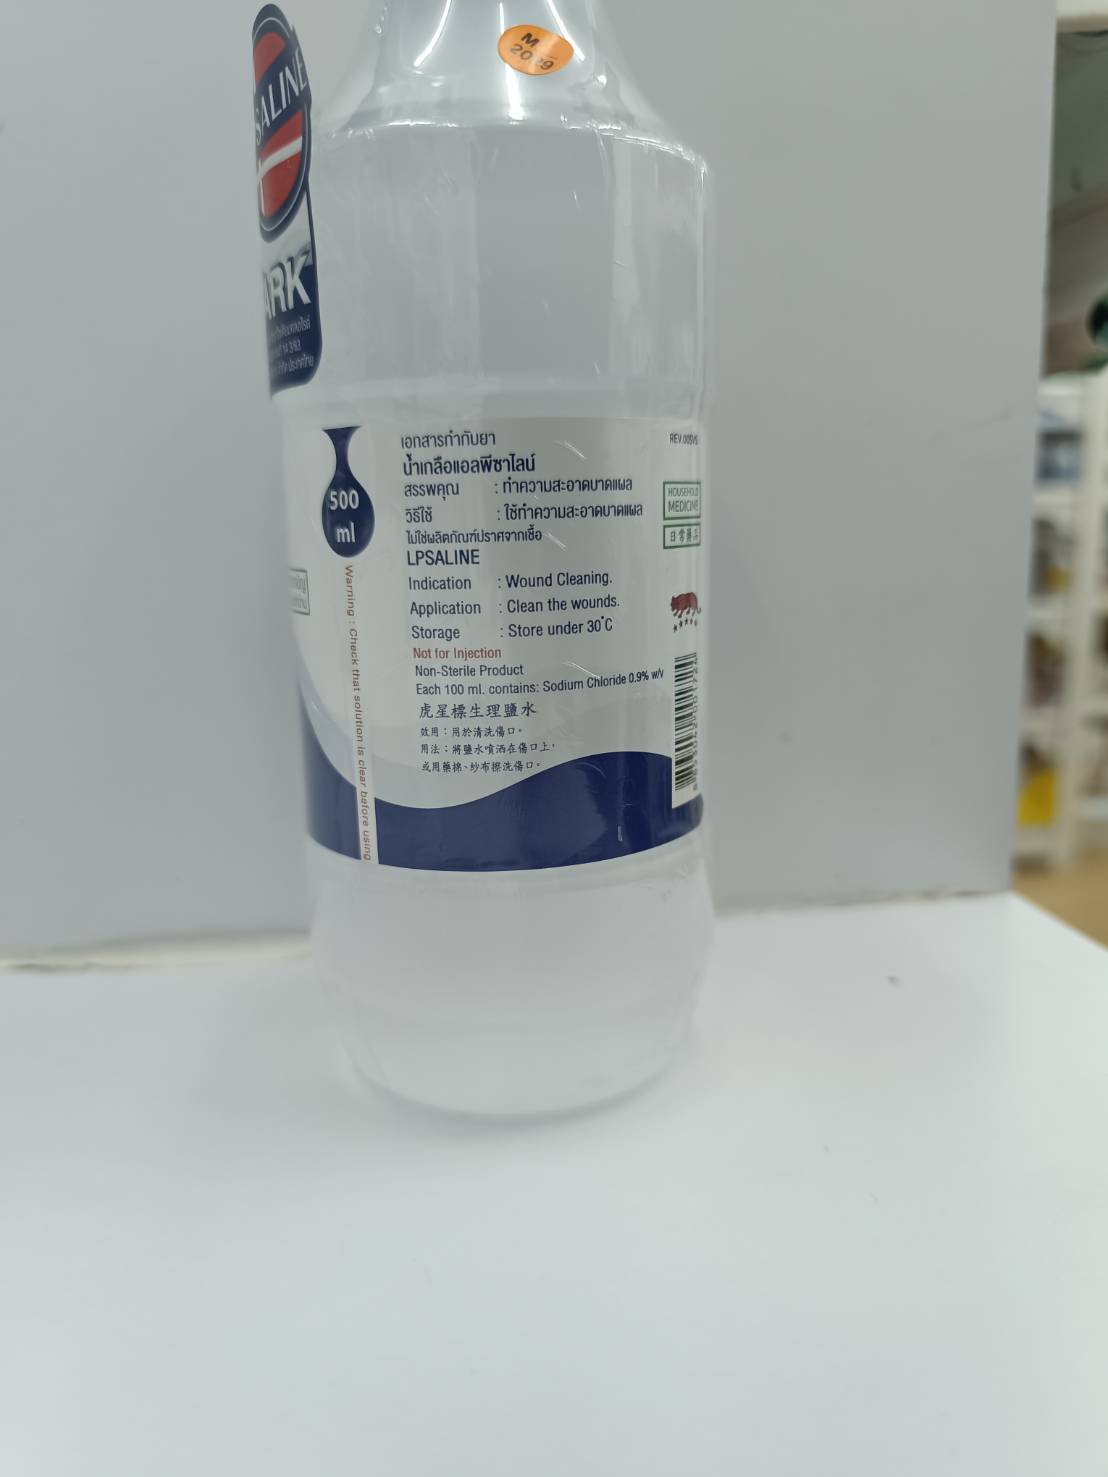 SALINE
ARK
500
ml
Warning : Check that solution is clear before using
เอกสารกำกับยา
น้ำเกลือแอลพีซาไลน์
สรรพคุณ : ทำความสะอาดบาดแผล
วิธีใช้ : ใช้ทำความสะอาดบาดแผล
ไม่ใช่ผลิตภัณฑ์ปราศจากเชื้อ
LPSALINE
Indication : Wound Cleaning.
Application : Clean the wounds.
Storage : Store under 30°C
Not for Injection
Non-Sterile Product
Each 100 ml. contains: Sodium Chloride 0.9% w/v
虎星標生理鹽水
效用：用於清洗傷口。
用法：將鹽水噴洒在傷口上，
或用藥棉、紗布擦洗傷口。
HOUSEHOLD
MEDICINE
日常藥品